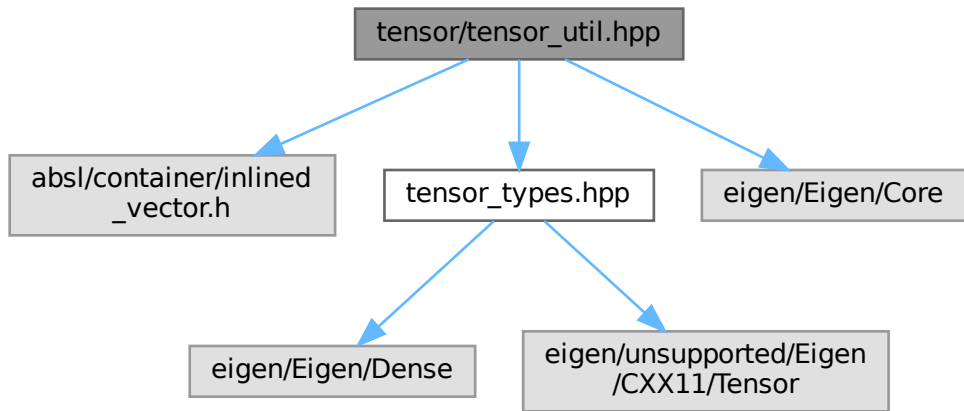 tensor/tensor_util.hpp
absl/container/inlined
_vector.h
tensor_types.hpp
eigen/Eigen/Core
eigen/Eigen/Dense
eigen/unsupported/Eigen
/CXX11/Tensor